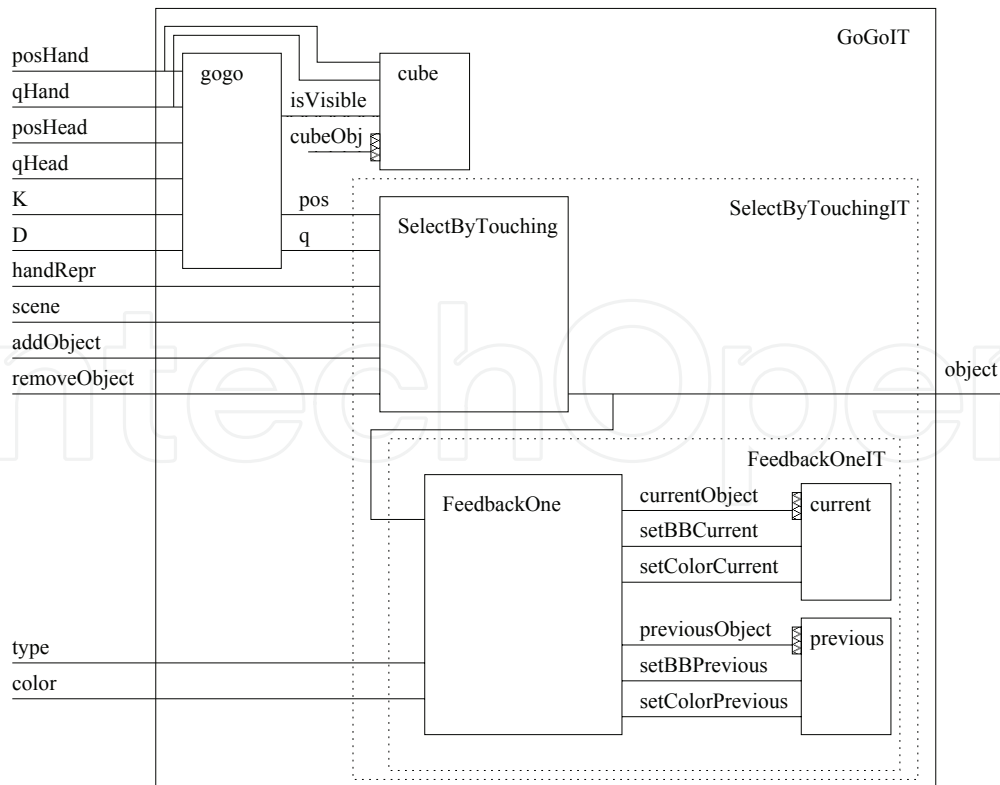 GoGoIT
posHand
qHand
posHead
qHead
K
D
handRepr
scene
addObject
removeObject
gogo
isVisible
cubeObj
cube
pos
q
SelectByTouchingIT
SelectByTouching
object
FeedbackOneIT
FeedbackOne
currentObject
setBBCurrent
setColorCurrent
current
previousObject
setBBPrevious
setColorPrevious
previous
type
color
ntechOpe